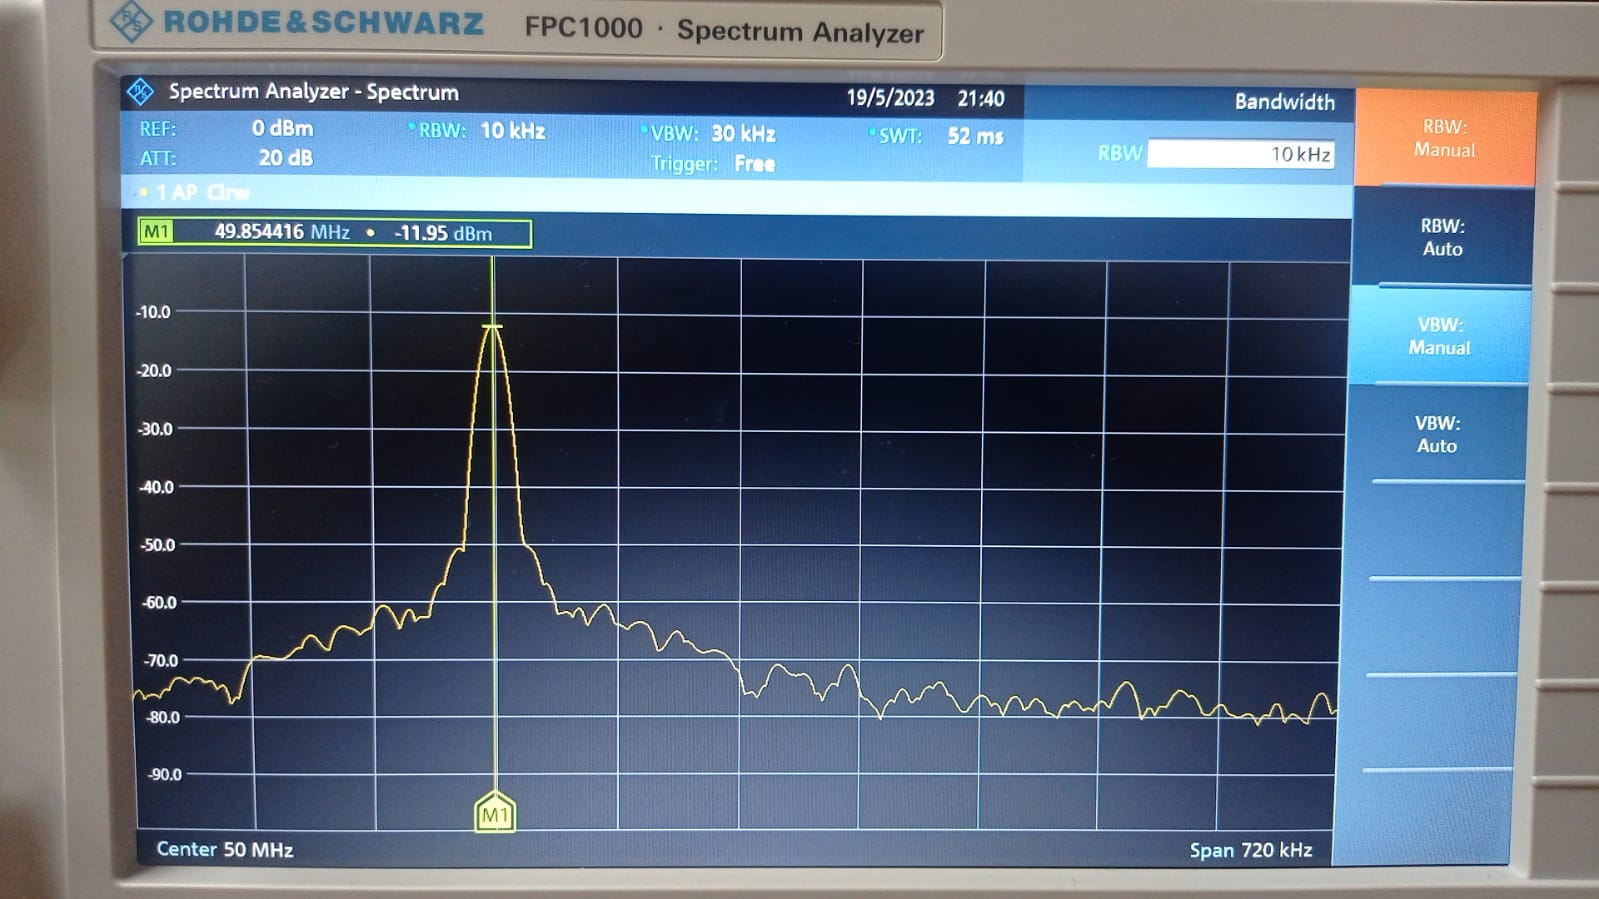 ROHDE&SCHWARZ FPC1000 · Spectrum Analyzer
Spectrum Analyzer - Spectrum 19/5/2023 21:40 Bandwidth
REF: 0 dBm RBW: 10 kHz VBW: 30 kHz SWT: 52 ms
ATT: 20 dB Trigger: Free
RBW 10 kHz
1 AP Clrw
M1 49.854416 MHz • -11.95 dBm
-10.0
-20.0
-30.0
-40.0
-50.0
-60.0
-70.0
-80.0
-90.0
M1
Center 50 MHz Span 720 kHz
RBW:
Manual
RBW:
Auto
VBW:
Manual
VBW:
Auto